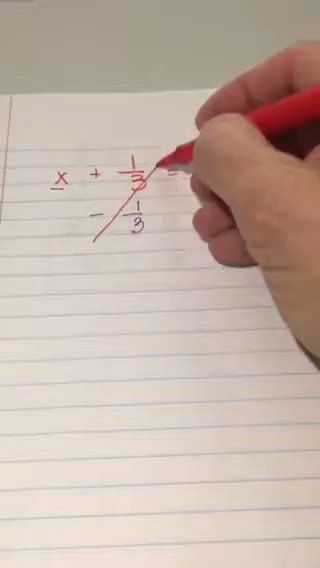 x + 1/3 =
- 1/3